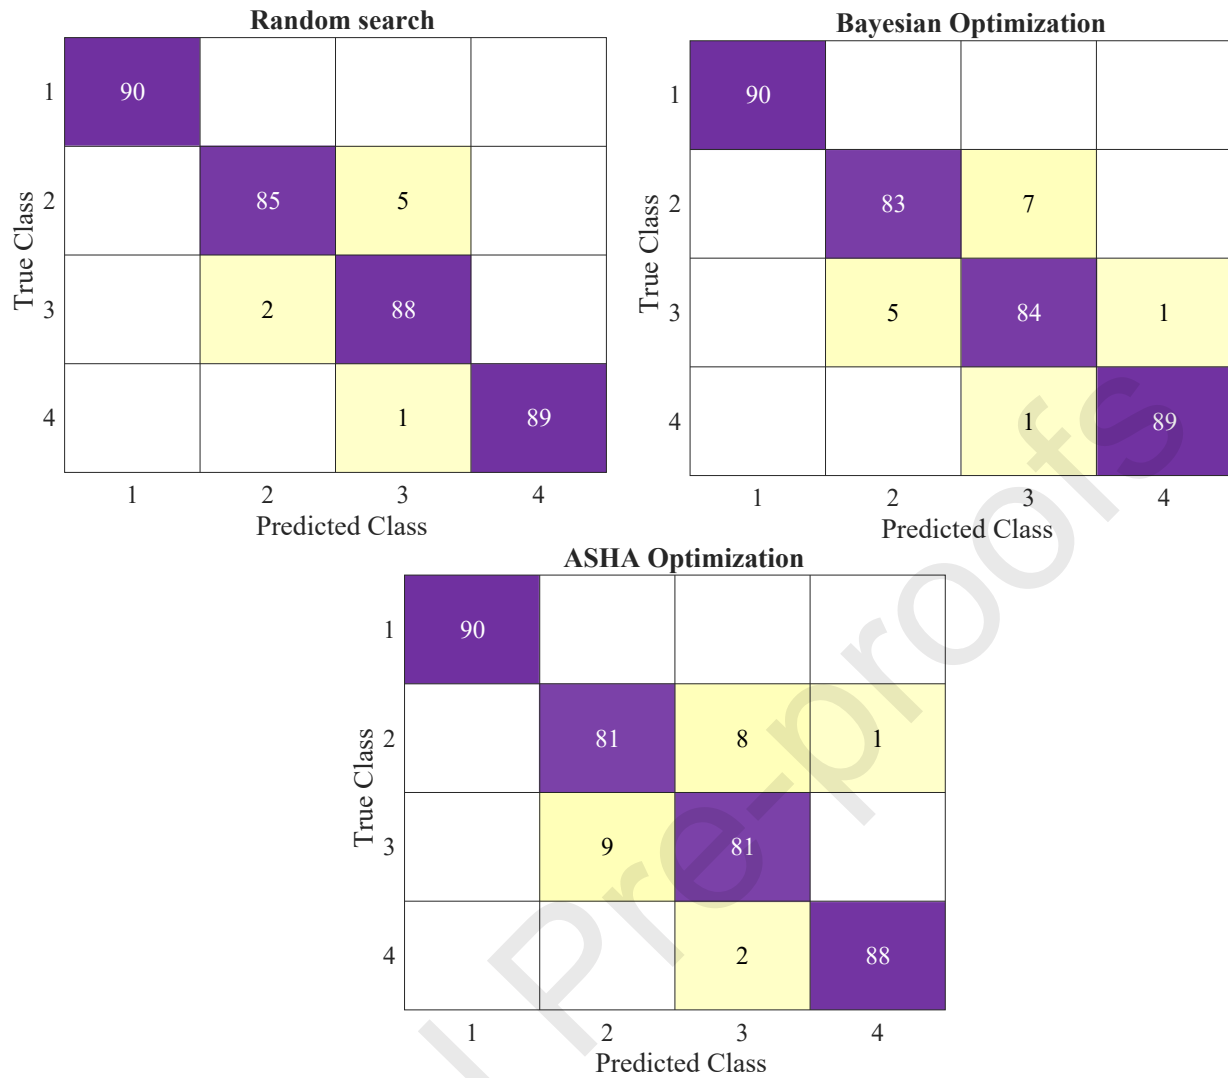 Random search
1 90
2 85 5
3 2 88
4 1 89
1 2 3 4
True Class
Predicted Class
Bayesian Optimization
1 90
2 83 7
3 5 84 1
4 1 89
1 2 3 4
True Class
Predicted Class
ASHA Optimization
1 90
2 81 8 1
3 9 81
4 2 88
1 2 3 4
True Class
Predicted Class
Pre-proofs